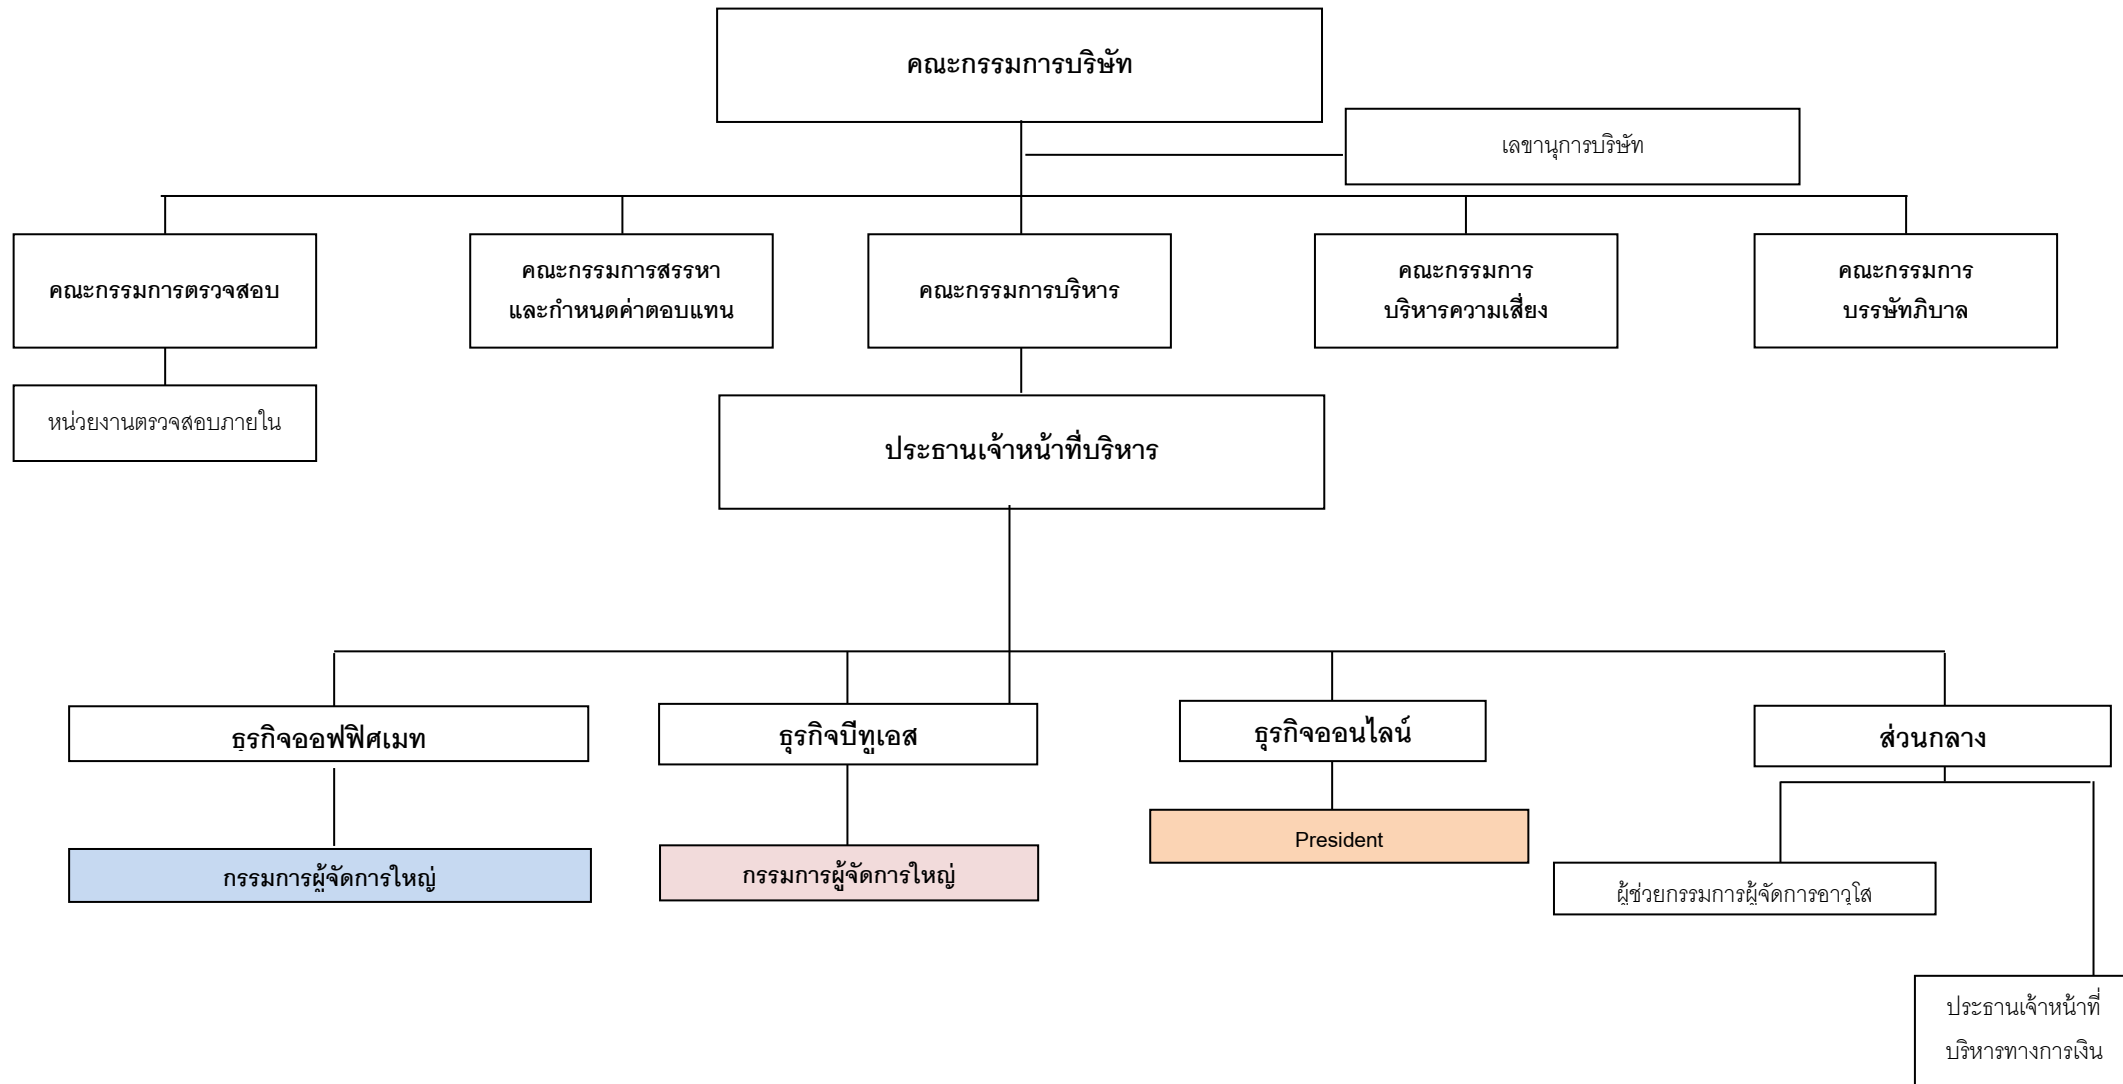 คณะกรรมการบริษัท
เลขานุการบริษัท
คณะกรรมการตรวจสอบ
คณะกรรมการสรรหา
และกำหนดค่าตอบแทน
คณะกรรมการบริหาร
คณะกรรมการ
บริหารความเสี่ยง
คณะกรรมการ
บรรษัทภิบาล
หน่วยงานตรวจสอบภายใน
ประธานเจ้าหน้าที่บริหาร
ธุรกิจออฟฟิศเมท
ธุรกิจบีทูเอส
ธุรกิจออนไลน์
ส่วนกลาง
กรรมการผู้จัดการใหญ่
กรรมการผู้จัดการใหญ่
President
ผู้ช่วยกรรมการผู้จัดการอาวุโส
ประธานเจ้าหน้าที่
บริหารทางการเงิน